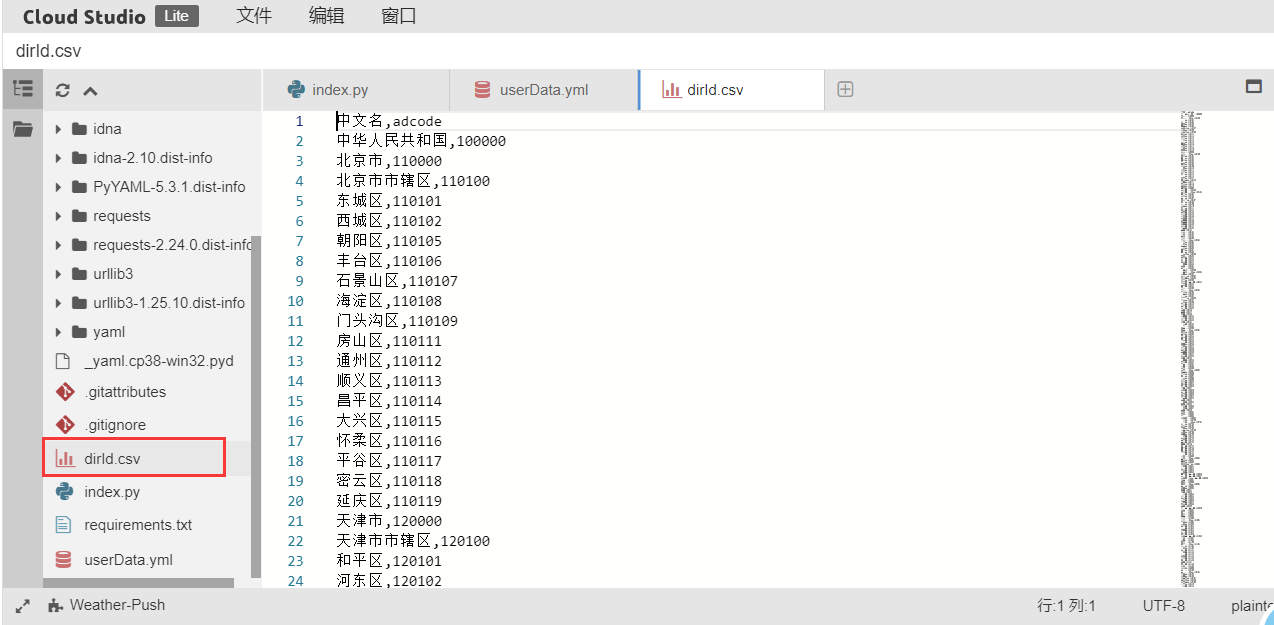 Cloud Studio Lite 文件 编辑 窗口
dirld.csv
index.py userData.yml dirld.csv
idna
idna-2.10.dist-info
PyYAML-5.3.1.dist-info
requests
requests-2.24.0.dist-info
urllib3
urllib3-1.25.10.dist-info
yaml
_yaml.cp38-win32.pyd
.gitattributes
.gitignore
dirld.csv
index.py
requirements.txt
userData.yml
1 中文名,adcode
2 中华人民共和国,100000
3 北京市,110000
4 北京市市辖区,110100
5 东城区,110101
6 西城区,110102
7 朝阳区,110105
8 丰台区,110106
9 石景山区,110107
10 海淀区,110108
11 门头沟区,110109
12 房山区,110111
13 通州区,110112
14 顺义区,110113
15 昌平区,110114
16 大兴区,110115
17 怀柔区,110116
18 平谷区,110117
19 密云区,110118
20 延庆区,110119
21 天津市,120000
22 天津市市辖区,120100
23 和平区,120101
24 河东区,120102
Weather-Push 行:1 列:1 UTF-8 plainte